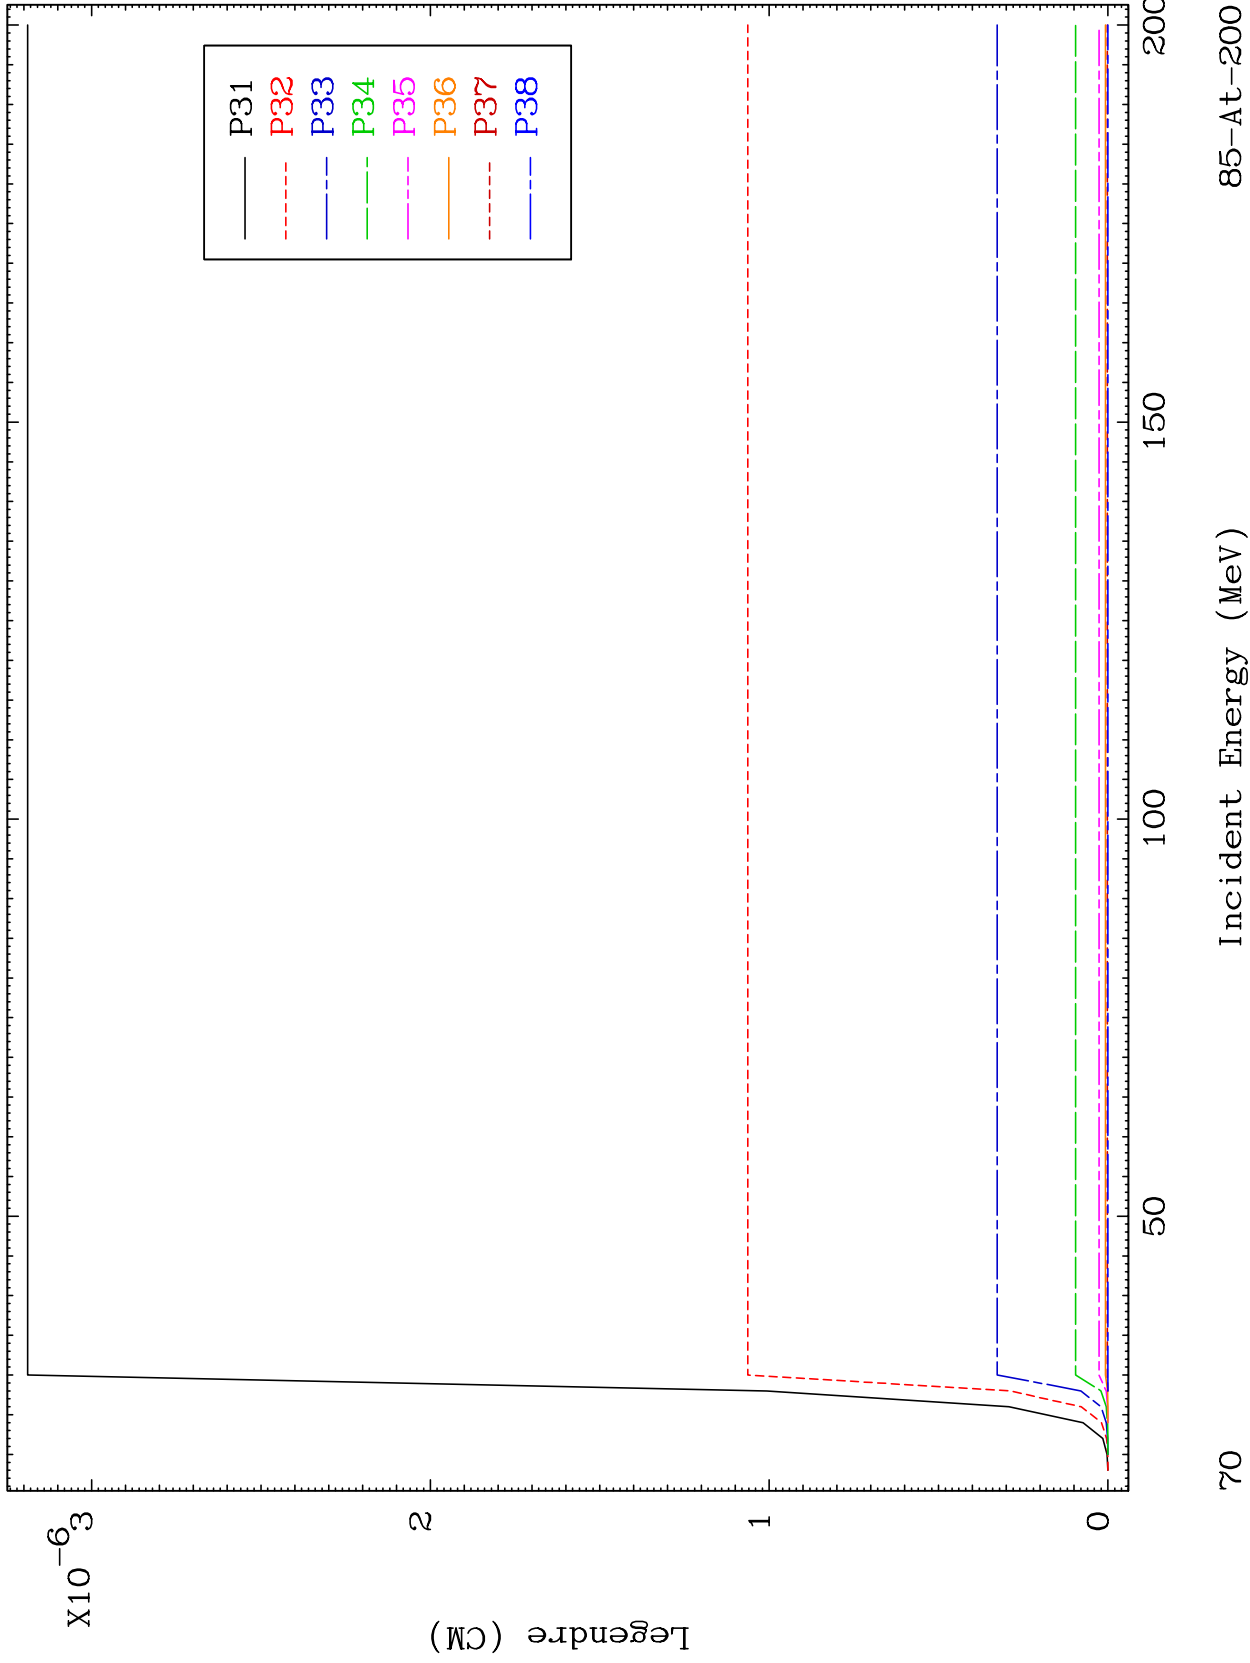 X10-6
3
2
1
0
Legendre (CM)
P31
P32
P33
P34
P35
P36
P37
P38
50
100
150
200
Incident Energy (MeV)
70
85-At-200